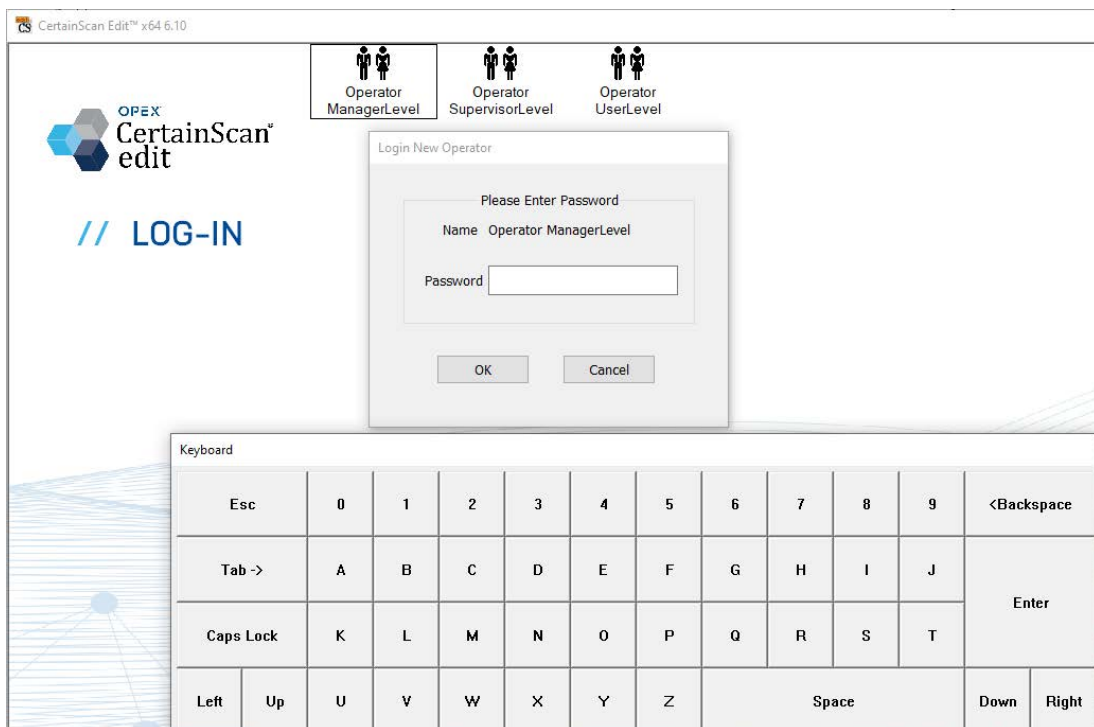 CS
CertainScan Edit™ x64 6.10
Operator
ManagerLevel
Operator
SupervisorLevel
Operator
UserLevel
OPEX
CertainScan
edit
// LOG-IN
Login New Operator
Please Enter Password
Name Operator ManagerLevel
Password
OK Cancel
Keyboard
Esc 0 1 2 3 4 5 6 7 8 9 <Backspace
Tab -> A B C D E F G H I J
Enter
Caps Lock K L M N O P Q R S T
Left Up U V W X Y Z Space Down Right